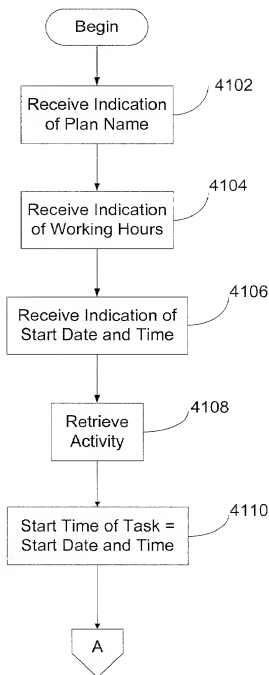 Begin
4102
Receive Indication
of Plan Name
4104
Receive Indication
of Working Hours
4106
Receive Indication of
Start Date and Time
4108
Retrieve
Activity
4110
Start Time of Task =
Start Date and Time
A